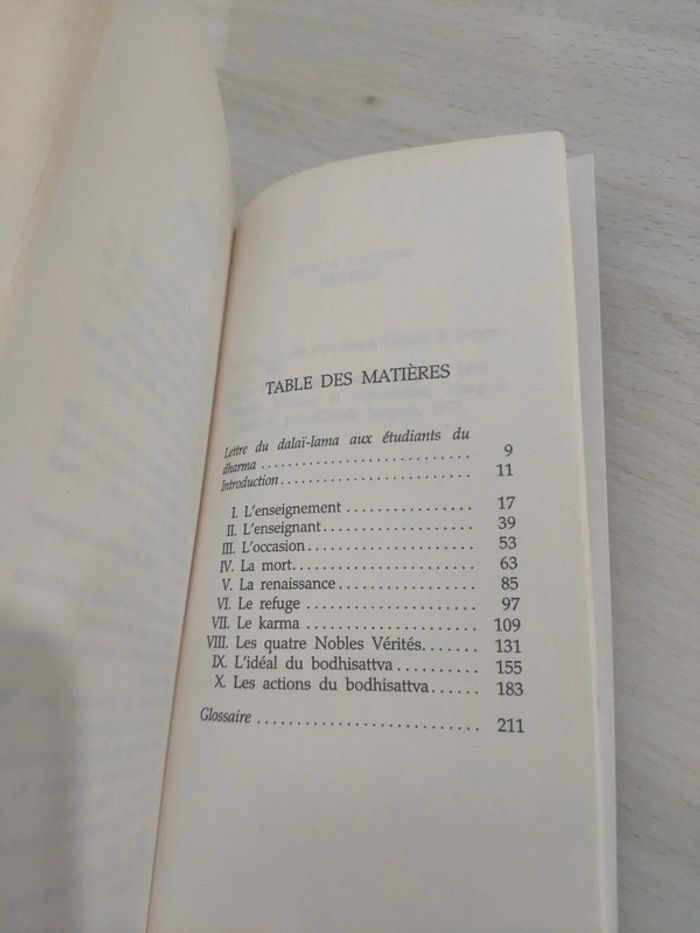 TABLE DES MATIÈRES
Lettre du dalaï-lama aux étudiants du
dharma ........................... 9
Introduction ........................... 11
I. L'enseignement ................. 17
II. L'enseignant .................... 39
III. L'occasion ...................... 53
IV. La mort ........................ 63
V. La renaissance .................. 85
VI. Le refuge ...................... 97
VII. Le karma ...................... 109
VIII. Les quatre Nobles Vérités....... 131
IX. L'idéal du bodhisattva ........... 155
X. Les actions du bodhisattva ...... 183
Glossaire ............................ 211